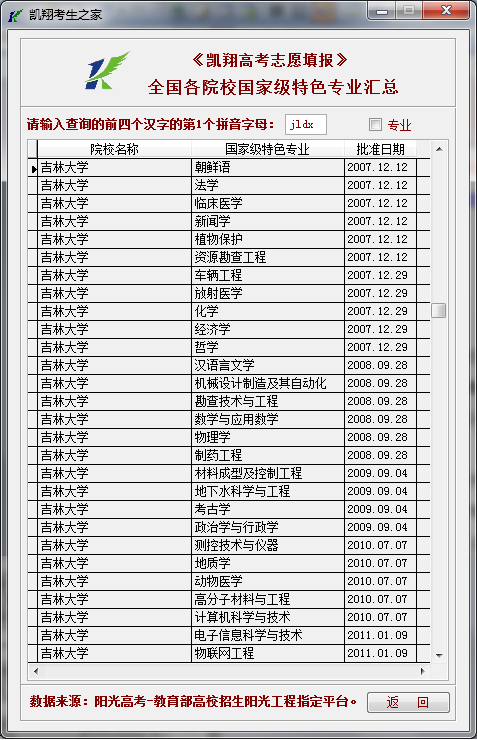 凯翔考生之家
《凯翔高考志愿填报》
全国各院校国家级特色专业汇总
请输入查询的前四个汉字的第1个拼音字母： jldx 专业
院校名称 国家级特色专业 批准日期
吉林大学 朝鲜语 2007.12.12
吉林大学 法学 2007.12.12
吉林大学 临床医学 2007.12.12
吉林大学 新闻学 2007.12.12
吉林大学 植物保护 2007.12.12
吉林大学 资源勘查工程 2007.12.12
吉林大学 车辆工程 2007.12.29
吉林大学 放射医学 2007.12.29
吉林大学 化学 2007.12.29
吉林大学 经济学 2007.12.29
吉林大学 哲学 2007.12.29
吉林大学 汉语言文学 2008.09.28
吉林大学 机械设计制造及其自动化 2008.09.28
吉林大学 勘查技术与工程 2008.09.28
吉林大学 数学与应用数学 2008.09.28
吉林大学 物理学 2008.09.28
吉林大学 制药工程 2008.09.28
吉林大学 材料成型及控制工程 2009.09.04
吉林大学 地下水科学与工程 2009.09.04
吉林大学 考古学 2009.09.04
吉林大学 政治学与行政学 2009.09.04
吉林大学 测控技术与仪器 2010.07.07
吉林大学 地质学 2010.07.07
吉林大学 动物医学 2010.07.07
吉林大学 高分子材料与工程 2010.07.07
吉林大学 计算机科学与技术 2010.07.07
吉林大学 电子信息科学与技术 2011.01.09
吉林大学 物联网工程 2011.01.09
数据来源：阳光高考-教育部高校招生阳光工程指定平台。 返 回